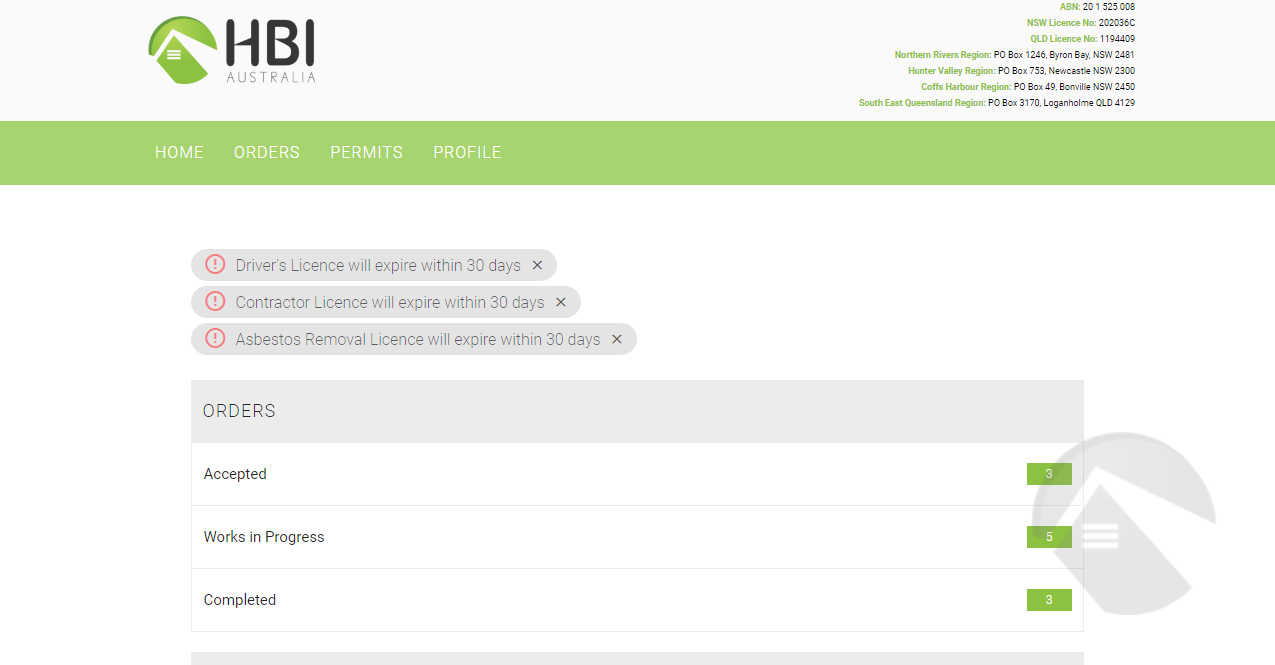 HBI
AUSTRALIA
ABN: 20 1 525 008
NSW Licence No: 202036C
QLD Licence No: 1194409
Northern Rivers Region: PO Box 1246, Byron Bay, NSW 2481
Hunter Valley Region: PO Box 753, Newcastle NSW 2300
Coffs Harbour Region: PO Box 49, Bonville NSW 2450
South East Queensland Region: PO Box 3170, Loganholme QLD 4129
HOME ORDERS PERMITS PROFILE
Driver's Licence will expire within 30 days ×
Contractor Licence will expire within 30 days ×
Asbestos Removal Licence will expire within 30 days ×
ORDERS
Accepted 3
Works in Progress 5
Completed 3